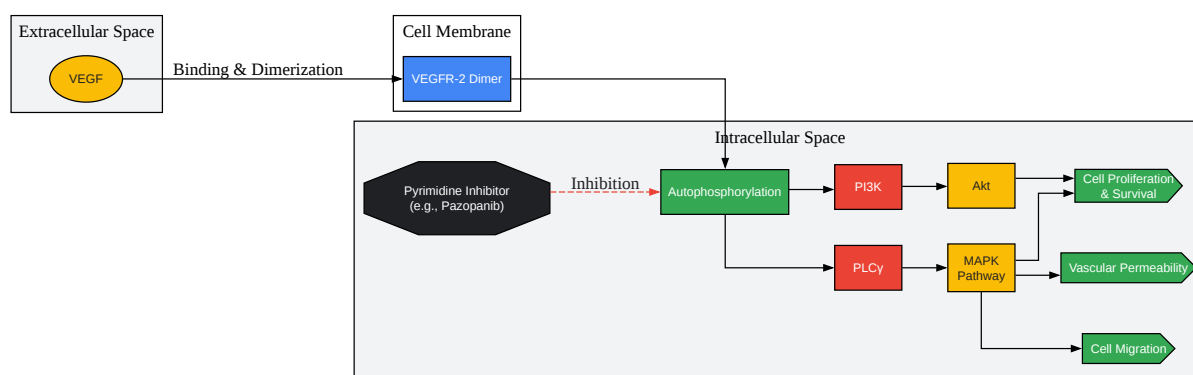 Extracellular Space
Cell Membrane
VEGF
Binding & Dimerization
VEGFR-2 Dimer
Intracellular Space
Pyrimidine Inhibitor
(e.g., Pazopanib)
Inhibition
Autophosphorylation
PI3K
Akt
Cell Proliferation
& Survival
PLCγ
MAPK
Pathway
Vascular Permeability
Cell Migration